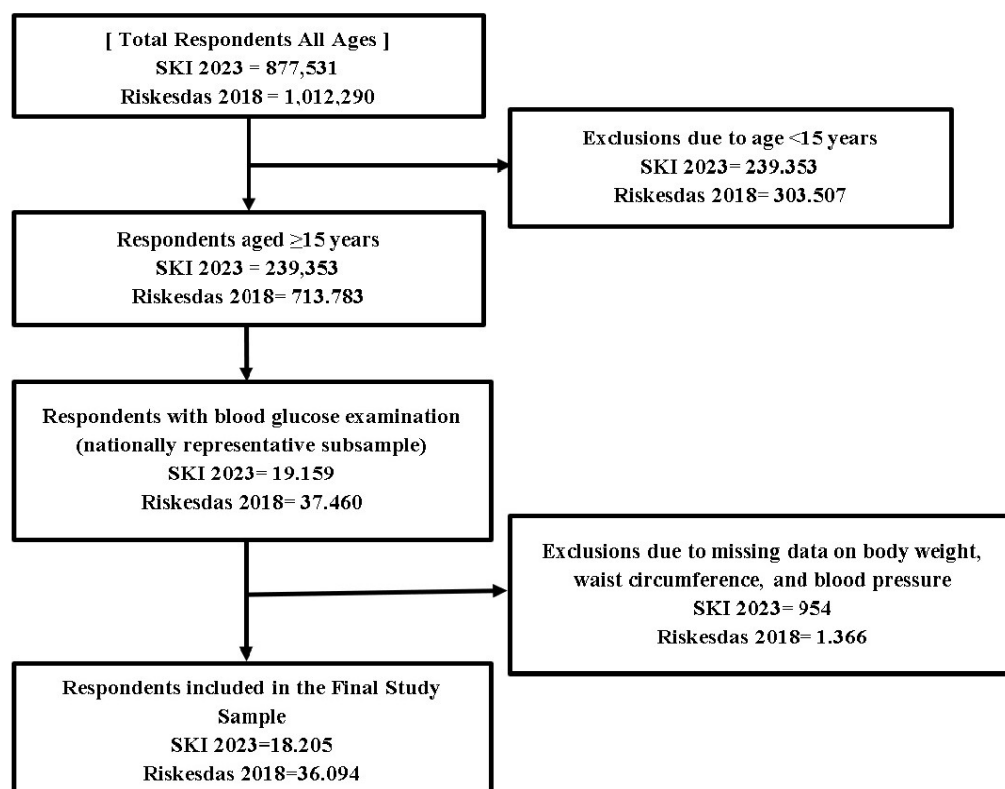 [ Total Respondents All Ages ]
SKI 2023 = 877,531
Riskesdas 2018 = 1,012,290
Exclusions due to age <15 years
SKI 2023= 239.353
Riskesdas 2018= 303.507
Respondents aged ≥15 years
SKI 2023 = 239,353
Riskesdas 2018= 713.783
Respondents with blood glucose examination
(nationally representative subsample)
SKI 2023= 19.159
Riskesdas 2018= 37.460
Exclusions due to missing data on body weight,
waist circumference, and blood pressure
SKI 2023= 954
Riskesdas 2018= 1.366
Respondents included in the Final Study
Sample
SKI 2023=18.205
Riskesdas 2018=36.094